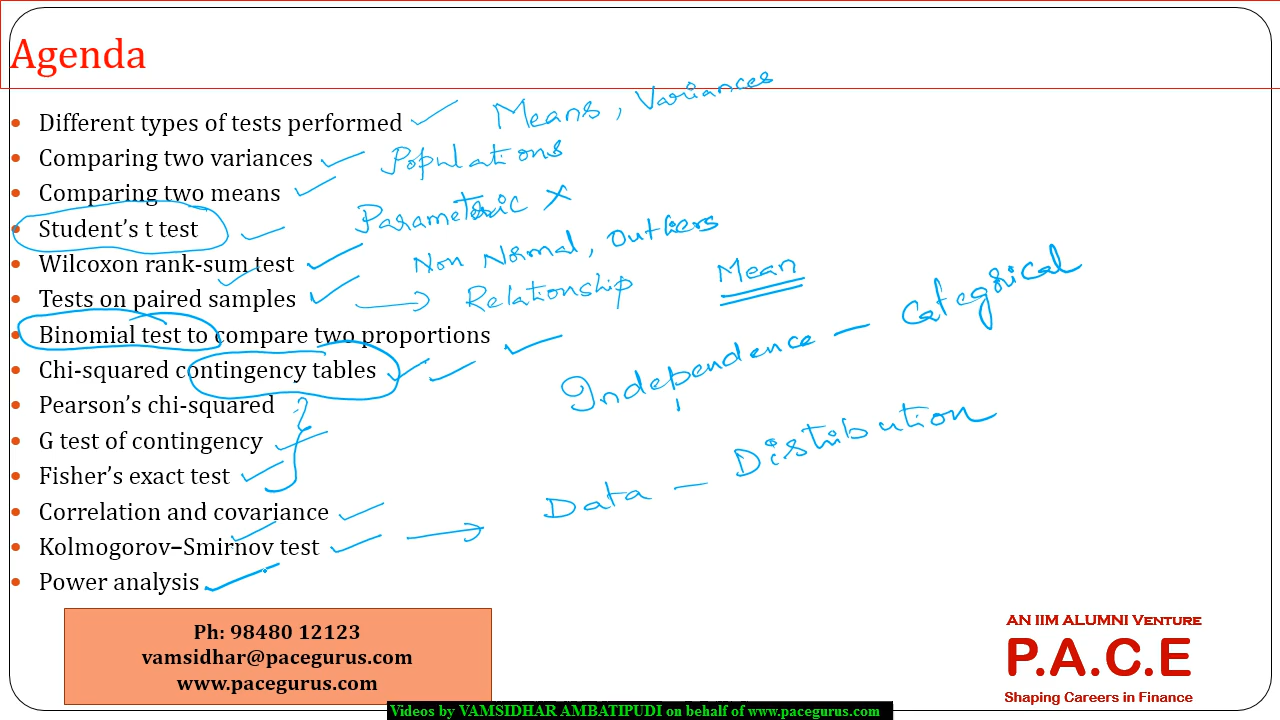 Agenda
• Different types of tests performed Means, Variances
• Comparing two variances Populations
• Comparing two means
• Student's t test Parametric X
• Wilcoxon rank-sum test Non Normal, Outliers
• Tests on paired samples Relationship Mean
• Binomial test to compare two proportions
• Chi-squared contingency tables Independence – Categorical
• Pearson's chi-squared
• G test of contingency
• Fisher's exact test
• Correlation and covariance Data – Distribution
• Kolmogorov–Smirnov test
• Power analysis
Ph: 98480 12123
vamsidhar@pacegurus.com
www.pacegurus.com
AN IIM ALUMNI VENTURE
P.A.C.E
Shaping Careers in Finance
Videos by VAMSIDHAR AMBATIPUDI on behalf of www.pacegurus.com